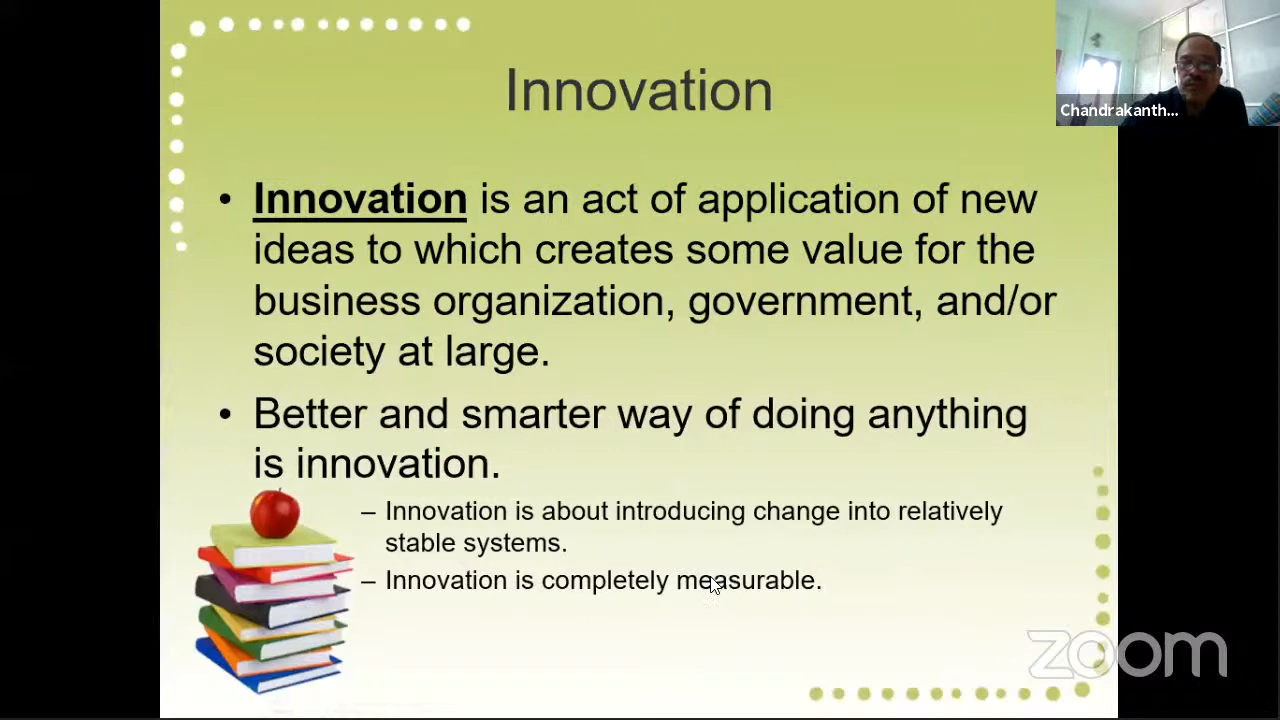 Innovation
Chandrakanth...
• Innovation is an act of application of new
ideas to which creates some value for the
business organization, government, and/or
society at large.
• Better and smarter way of doing anything
is innovation.
– Innovation is about introducing change into relatively
stable systems.
– Innovation is completely measurable.
zoom